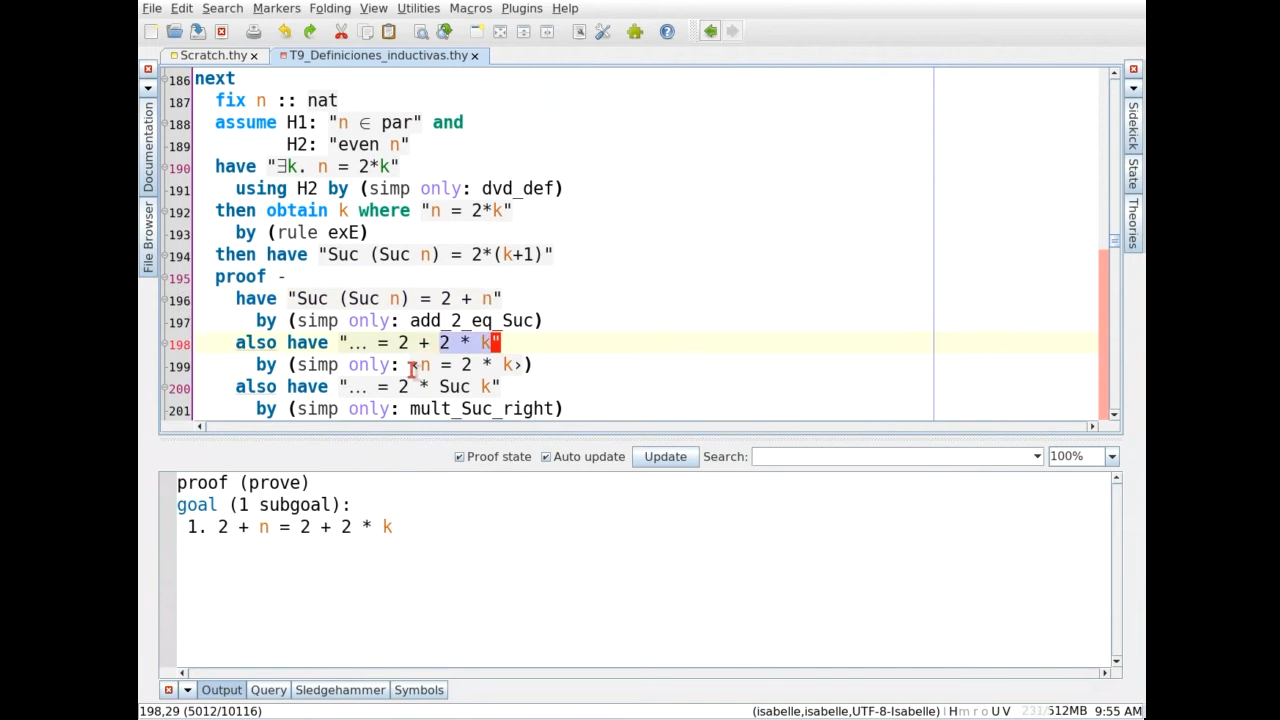 File Edit Search Markers Folding View Utilities Macros Plugins Help
Scratch.thy T9_Definiciones_inductivas.thy
Documentation
File Browser
186 next
187 fix n :: nat
188 assume H1: "n ∈ par" and
189 H2: "even n"
190 have "∃k. n = 2*k"
191 using H2 by (simp only: dvd_def)
192 then obtain k where "n = 2*k"
193 by (rule exE)
194 then have "Suc (Suc n) = 2*(k+1)"
195 proof -
196 have "Suc (Suc n) = 2 + n"
197 by (simp only: add_2_eq_Suc)
198 also have "… = 2 + 2 * k"
199 by (simp only: ‹n = 2 * k›)
200 also have "… = 2 * Suc k"
201 by (simp only: mult_Suc_right)
Sidekick
State
Theories
Proof state Auto update Update Search: 100%
proof (prove)
goal (1 subgoal):
1. 2 + n = 2 + 2 * k
Output Query Sledgehammer Symbols
198,29 (5012/10116) (isabelle,isabelle,UTF-8-Isabelle) | H m r o U V 231/512MB 9:55 AM